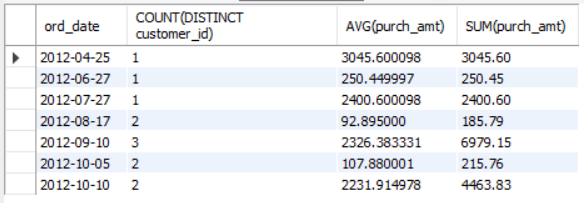 ord_date COUNT(DISTINCT customer_id) AVG(purch_amt) SUM(purch_amt)
2012-04-25 1 3045.600098 3045.60
2012-06-27 1 250.449997 250.45
2012-07-27 1 2400.600098 2400.60
2012-08-17 2 92.895000 185.79
2012-09-10 3 2326.383331 6979.15
2012-10-05 2 107.880001 215.76
2012-10-10 2 2231.914978 4463.83